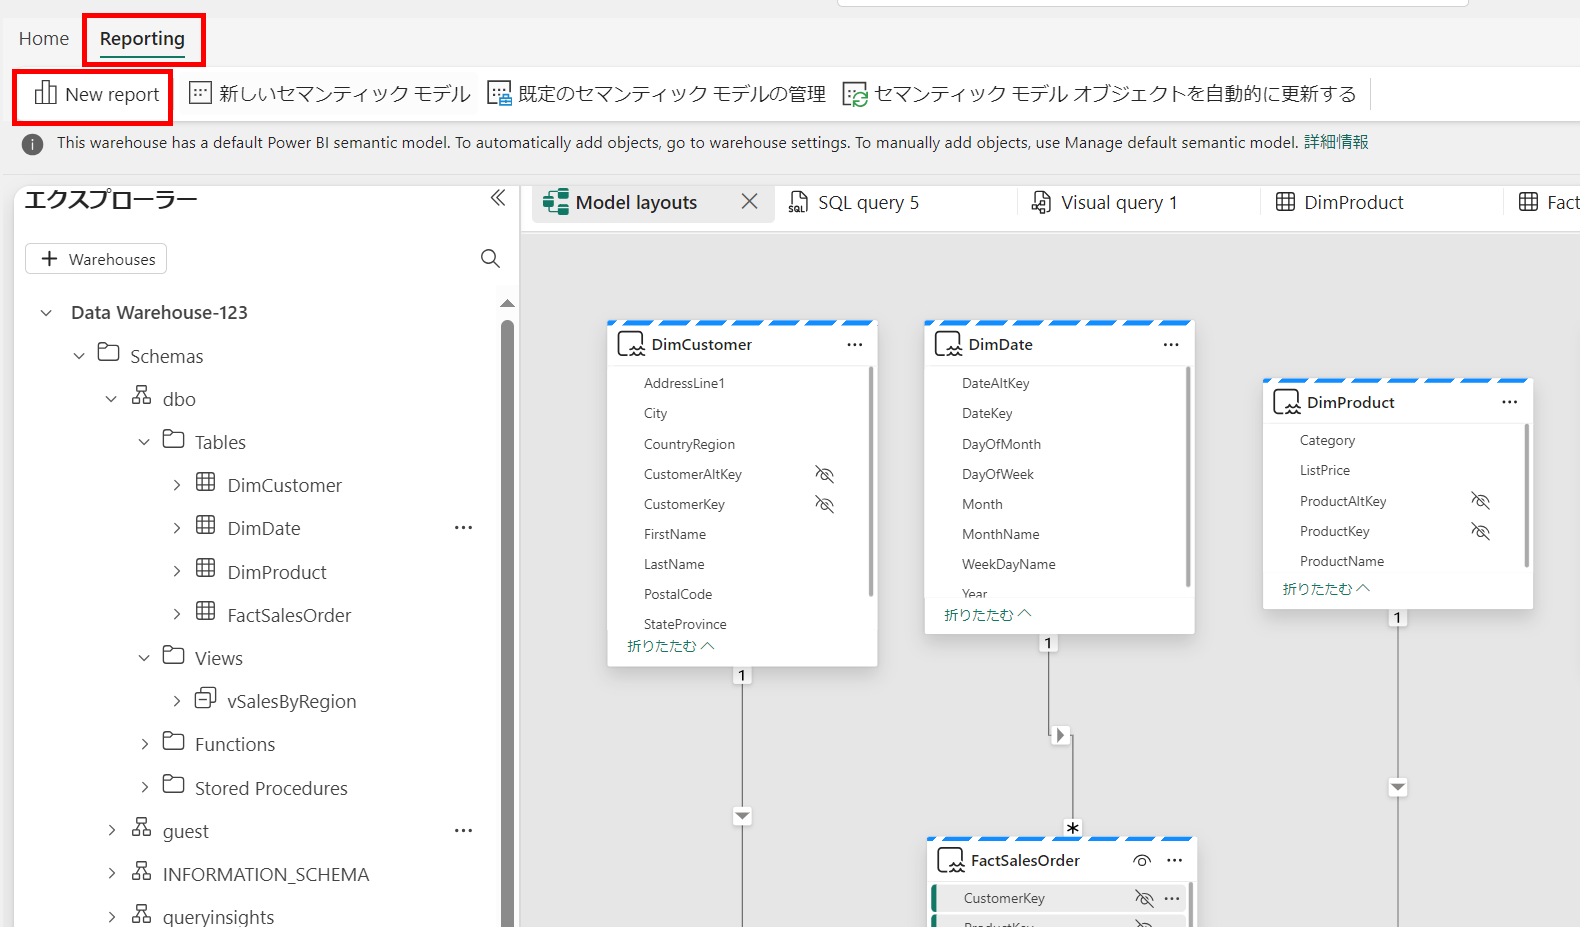 Home
Reporting
New report
新しいセマンティック モデル
既定のセマンティック モデルの管理
セマンティック モデル オブジェクトを自動的に更新する
This warehouse has a default Power BI semantic model. To automatically add objects, go to warehouse settings. To manually add objects, use Manage default semantic model. 詳細情報
エクスプローラー
Warehouses
Data Warehouse-123
Schemas
dbo
Tables
DimCustomer
DimDate
DimProduct
FactSalesOrder
Views
vSalesByRegion
Functions
Stored Procedures
guest
INFORMATION_SCHEMA
queryinsights
Model layouts
SQL query 5
Visual query 1
DimProduct
Fact
DimCustomer
AddressLine1
City
CountryRegion
CustomerAltKey
CustomerKey
FirstName
LastName
PostalCode
StateProvince
折りたたむ
1
DimDate
DateAltKey
DateKey
DayOfMonth
DayOfWeek
Month
MonthName
WeekDayName
Year
折りたたむ
1
*
DimProduct
Category
ListPrice
ProductAltKey
ProductKey
ProductName
折りたたむ
1
FactSalesOrder
CustomerKey
ProductKey